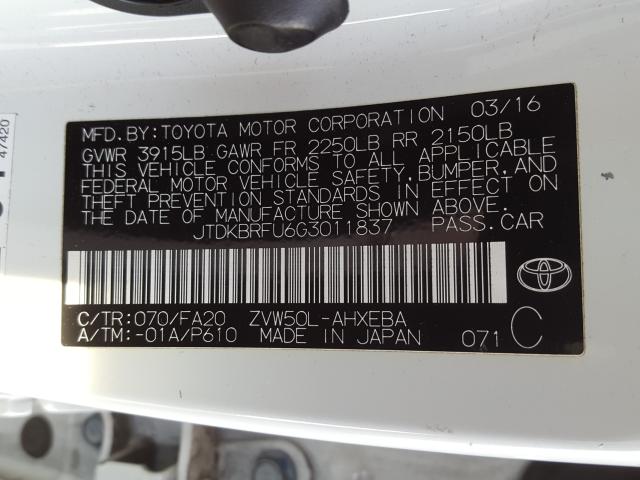 MFD.BY:TOYOTA MOTOR CORPORATION 03/16
GVWR 3915LB GAWR FR 2250LB RR 2150LB
THIS VEHICLE CONFORMS TO ALL APPLICABLE
FEDERAL MOTOR VEHICLE SAFETY,BUMPER,AND
THEFT PREVENTION STANDARDS IN EFFECT ON
THE DATE OF MANUFACTURE SHOWN ABOVE.
JTDKBRFU6G3011837 PASS.CAR
C/TR:070/FA20 ZVW50L-AHXEBA
A/TM:-01A/P610 MADE IN JAPAN 071 C
47420